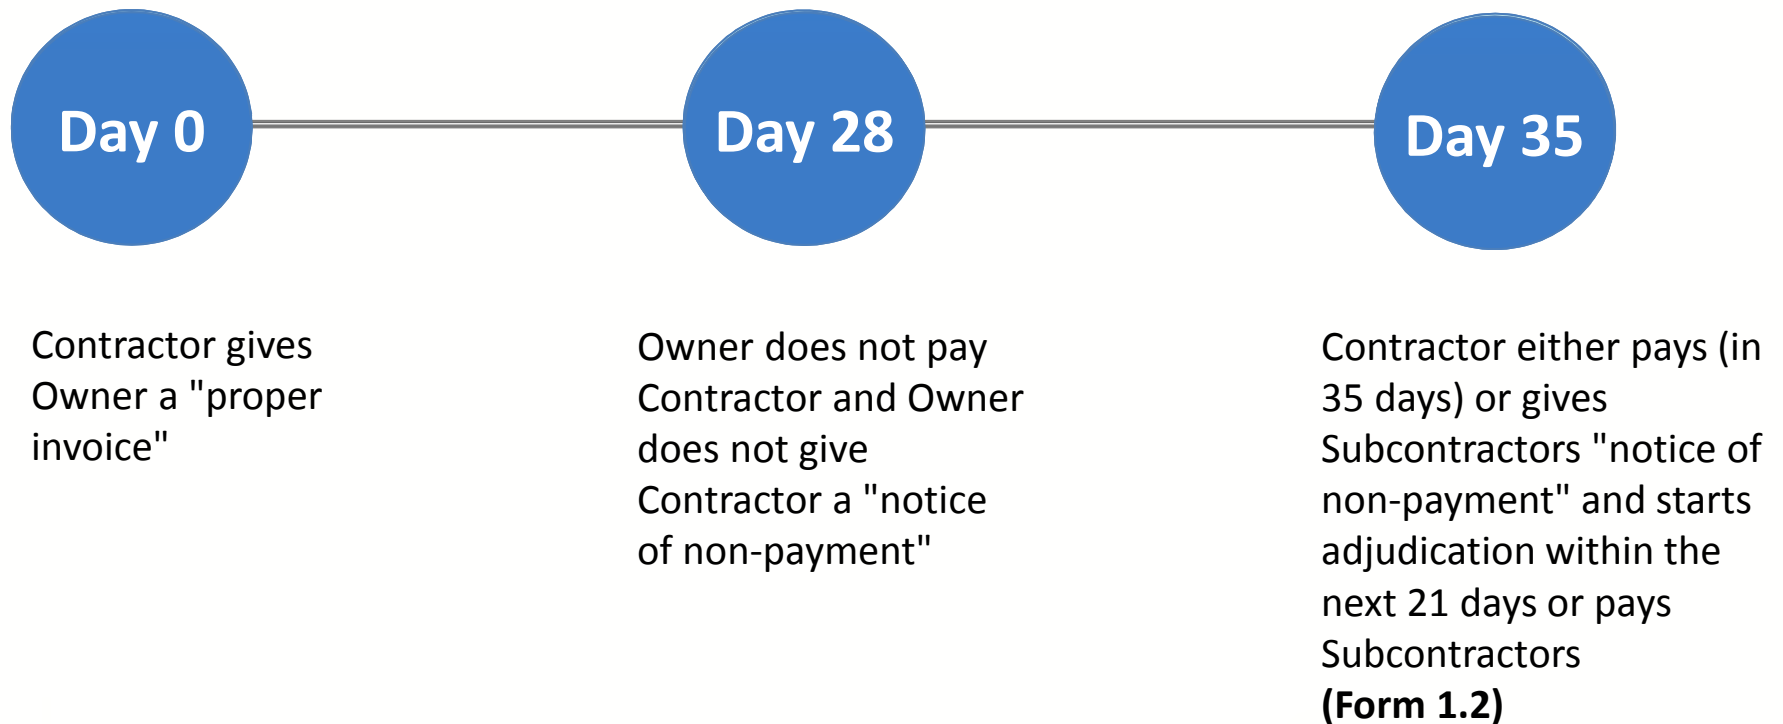 Day 0
Day 28
Day 35
Contractor gives
Owner a "proper
invoice"
Owner does not pay
Contractor and Owner
does not give
Contractor a "notice
of non-payment"
Contractor either pays (in
35 days) or gives
Subcontractors "notice of
non-payment" and starts
adjudication within the
next 21 days or pays
Subcontractors
(Form 1.2)